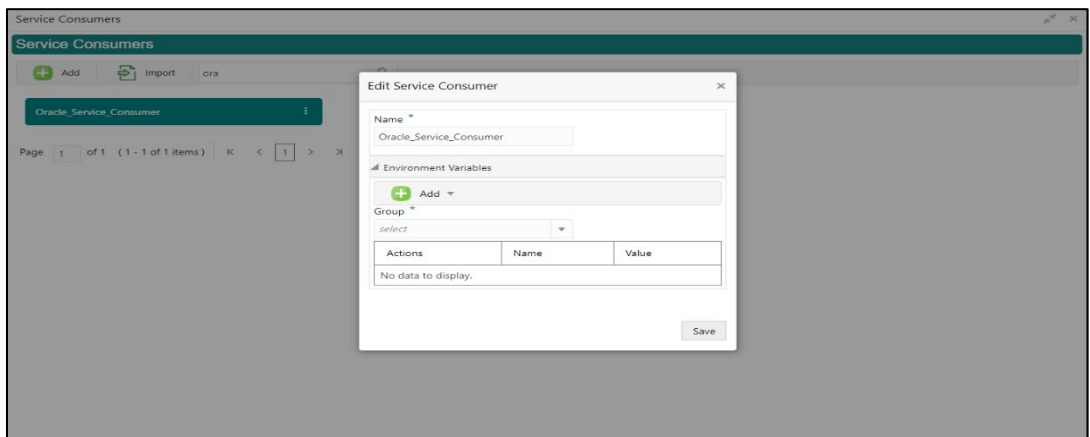 Service Consumers
Service Consumers
Add Import ora
Oracle_Service_Consumer
Page 1 of 1 (1 - 1 of 1 items) K < 1 > >|
Edit Service Consumer
Name *
Oracle_Service_Consumer
Environment Variables
Add
Group *
select
Actions Name Value
No data to display.
Save